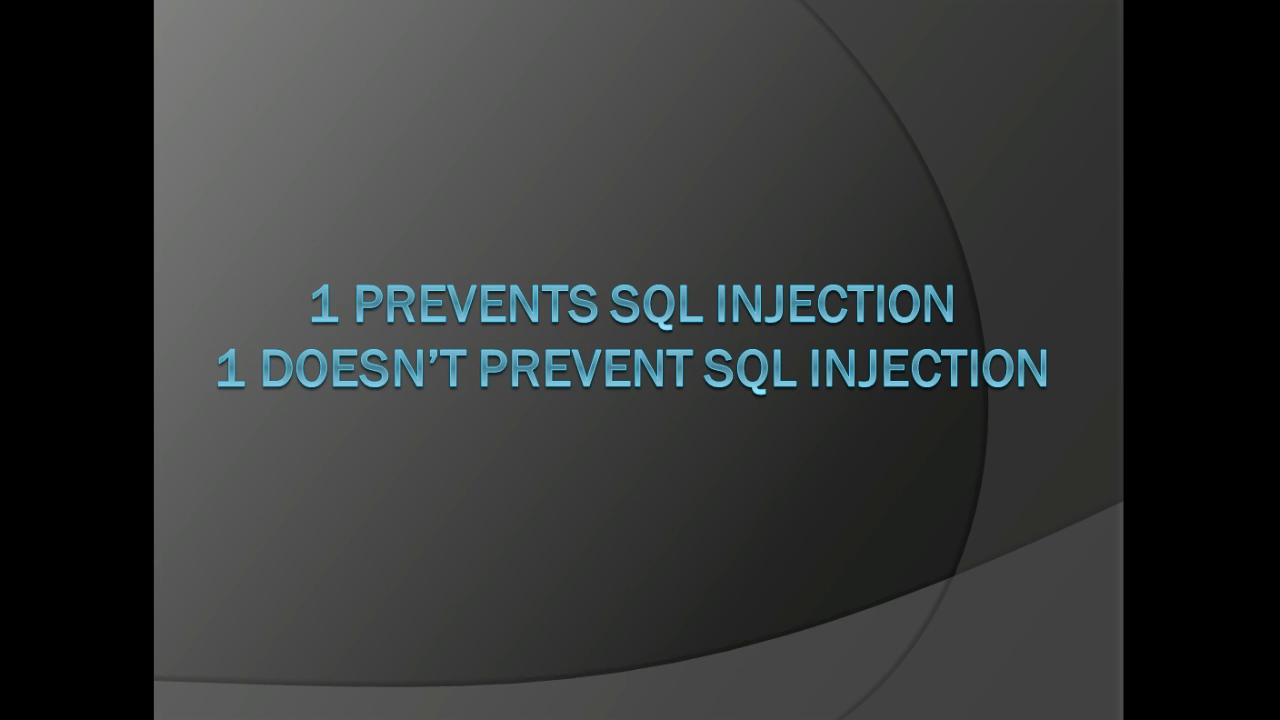 1 PREVENTS SQL INJECTION
1 DOESN’T PREVENT SQL INJECTION